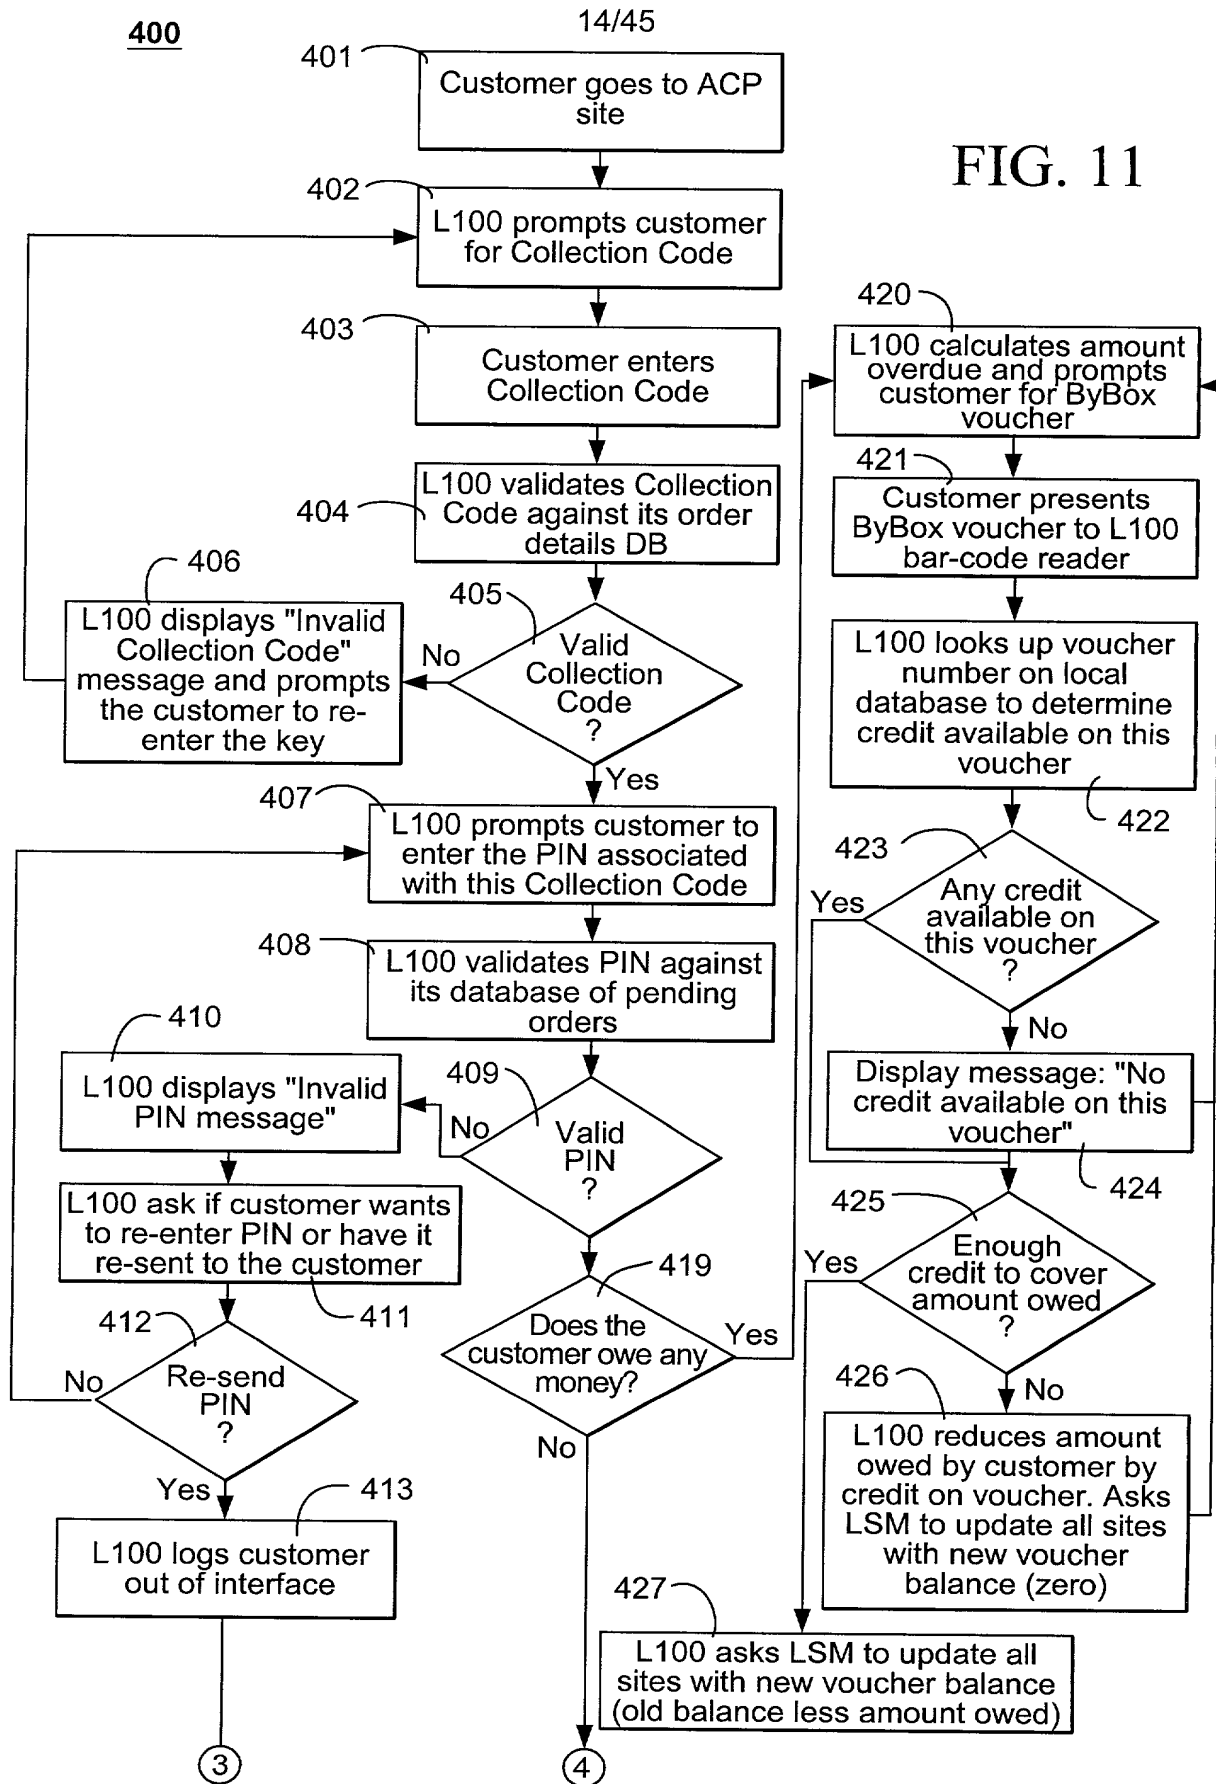 400
14/45
FIG. 11
401
Customer goes to ACP
site
402
L100 prompts customer
for Collection Code
403
Customer enters
Collection Code
404
L100 validates Collection
Code against its order
details DB
405
Valid
Collection
Code
?
No
Yes
406
L100 displays "Invalid
Collection Code"
message and prompts
the customer to re-
enter the key
407
L100 prompts customer to
enter the PIN associated
with this Collection Code
408
L100 validates PIN against
its database of pending
orders
409
Valid
PIN
?
No
410
L100 displays "Invalid
PIN message"
L100 ask if customer wants
to re-enter PIN or have it
re-sent to the customer
411
412
Re-send
PIN
?
No
Yes
413
L100 logs customer
out of interface
3
419
Does the
customer owe any
money?
Yes
No
4
420
L100 calculates amount
overdue and prompts
customer for ByBox
voucher
421
Customer presents
ByBox voucher to L100
bar-code reader
L100 looks up voucher
number on local
database to determine
credit available on this
voucher
422
423
Any credit
available on
this voucher
?
Yes
No
Display message: "No
credit available on this
voucher"
424
425
Enough
credit to cover
amount owed
?
Yes
No
426
L100 reduces amount
owed by customer by
credit on voucher. Asks
LSM to update all sites
with new voucher
balance (zero)
427
L100 asks LSM to update all
sites with new voucher balance
(old balance less amount owed)